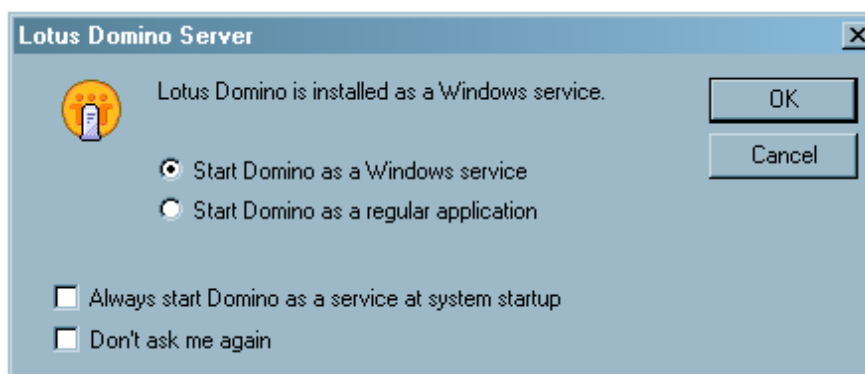 Lotus Domino Server
Lotus Domino is installed as a Windows service.
OK
Cancel
Start Domino as a Windows service
Start Domino as a regular application
Always start Domino as a service at system startup
Don't ask me again